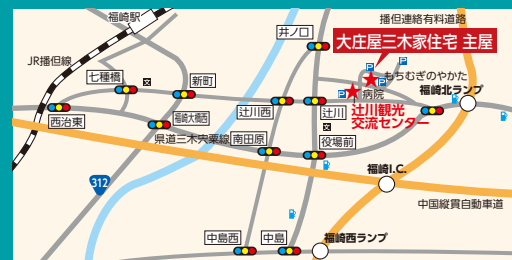 福崎駅
播但連絡有料道路
井ノ口
大庄屋三木家住宅 主屋
JR播但線
七種橋
新町
P
P
P
P
もちむぎのやかた
病院
福崎北ランプ
西治東
福崎大橋西
辻川西
辻川
辻川観光
交流センター
県道三木宍粟線
南田原
役場前
福崎I.C.
312
中国縦貫自動車道
中島西
中島
福崎西ランプ